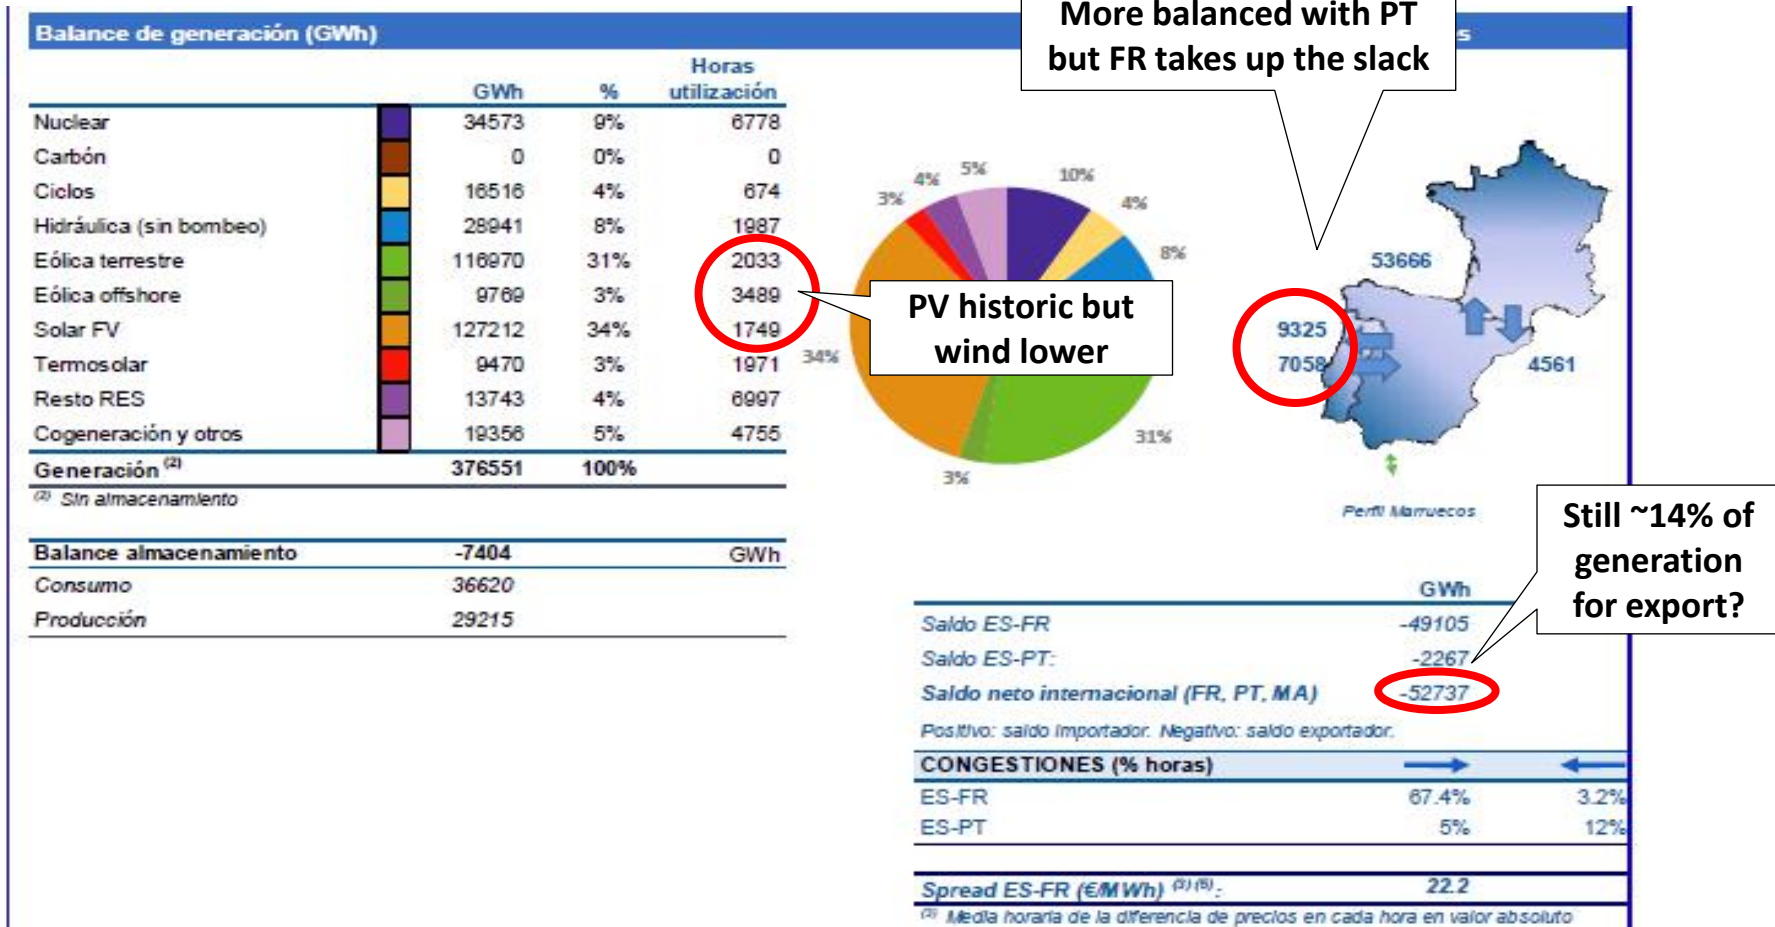 More balanced with PT
but FR takes up the slack
Balance de generación (GWh)
s
GWh % Horas utilización
Nuclear 34573 9% 6778
Carbón 0 0% 0
Ciclos 16516 4% 674
Hidráulica (sin bombeo) 28941 8% 1987
Eólica terrestre 116970 31% 2033
Eólica offshore 9769 3% 3489
Solar FV 127212 34% 1749
Termosolar 9470 3% 1971
Resto RES 13743 4% 6997
Cogeneración y otros 19356 5% 4755
Generación (2) 376551 100%
(2) Sin almacenamiento
Balance almacenamiento -7404 GWh
Consumo 36620
Producción 29215
10%
4%
8%
31%
3%
34%
3%
4%
5%
PV historic but
wind lower
53666
9325
7058
4561
Perfil Marruecos
Still ~14% of
generation
for export?
GWh
Saldo ES-FR -49105
Saldo ES-PT: -2267
Saldo neto internacional (FR, PT, MA) -52737
Positivo: saldo importador. Negativo: saldo exportador.
CONGESTIONES (% horas)
ES-FR 67.4% 3.2%
ES-PT 5% 12%
Spread ES-FR (€/MWh) (3) (5): 22.2
(3) Media horaria de la diferencia de precios en cada hora en valor absoluto